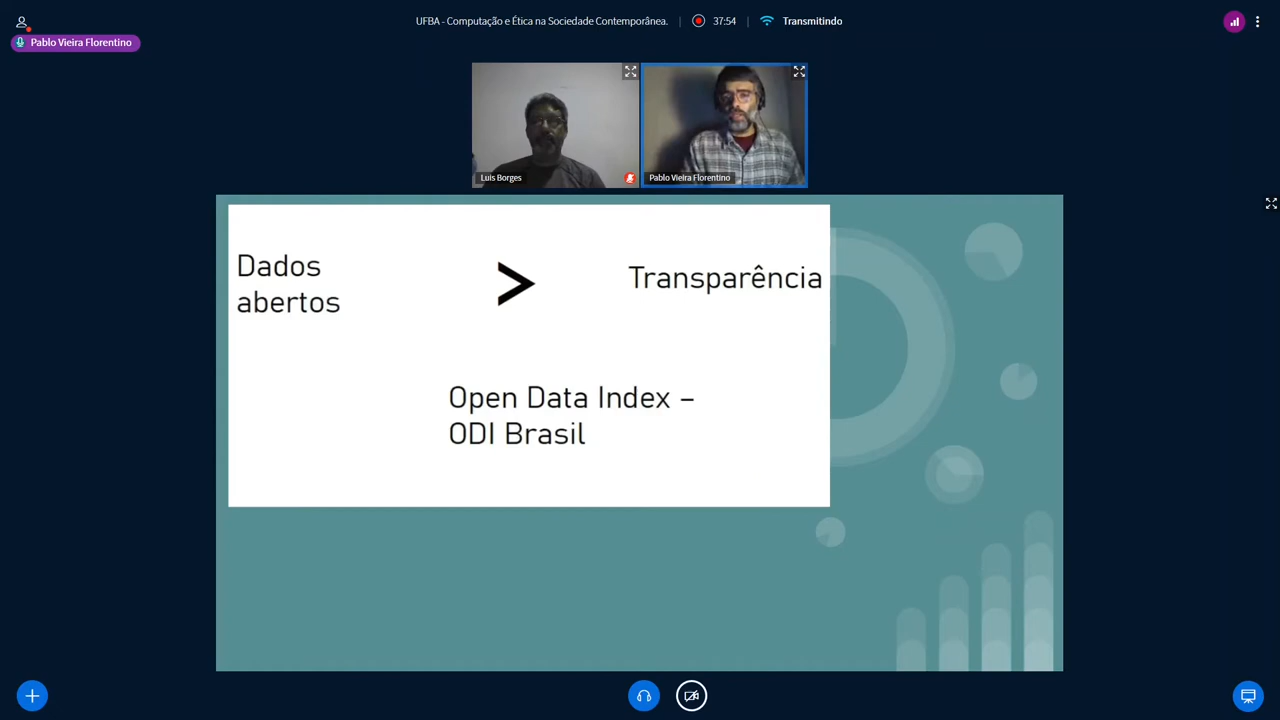 UFBA - Computação e Ética na Sociedade Contemporânea.
37:54
Transmitindo
Pablo Vieira Florentino
Luis Borges
Pablo Vieira Florentino
Dados
abertos
>
Transparência
Open Data Index –
ODI Brasil